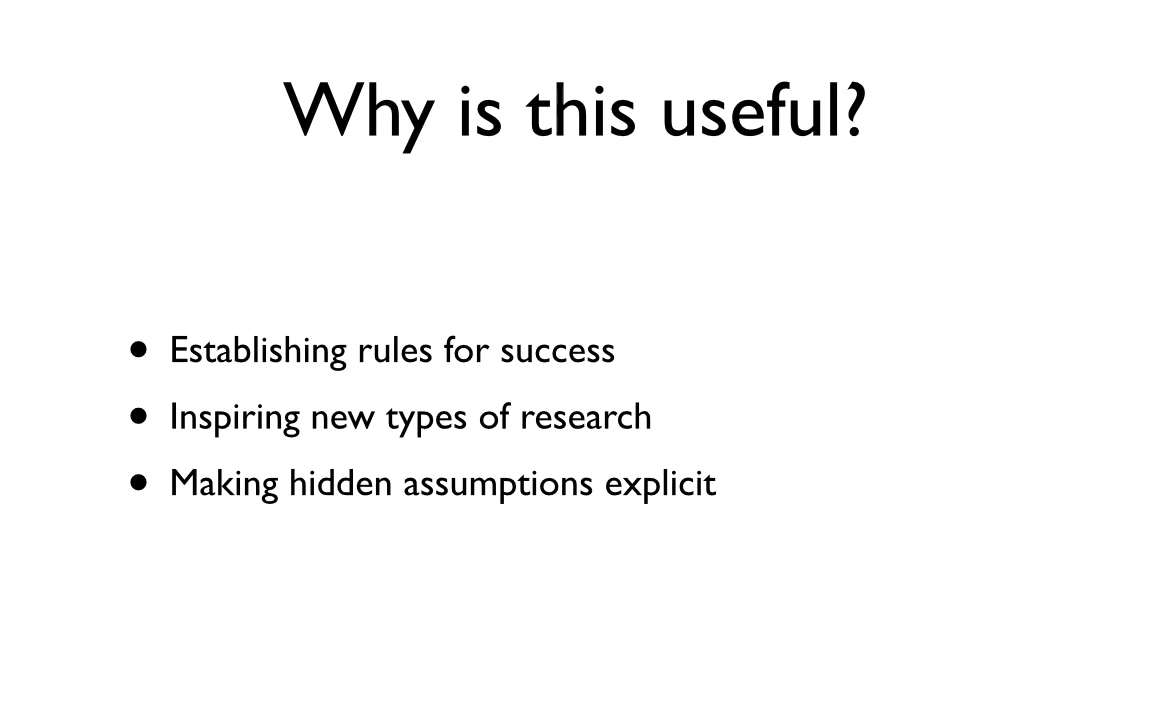 Why is this useful?
• Establishing rules for success
• Inspiring new types of research
• Making hidden assumptions explicit